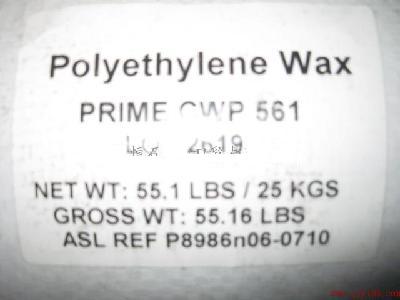 Polyethylene Wax
PRIME CWP 561
2619
NET WT: 55.1 LBS / 25 KGS
GROSS WT: 55.16 LBS
ASL REF P8986n06-0710